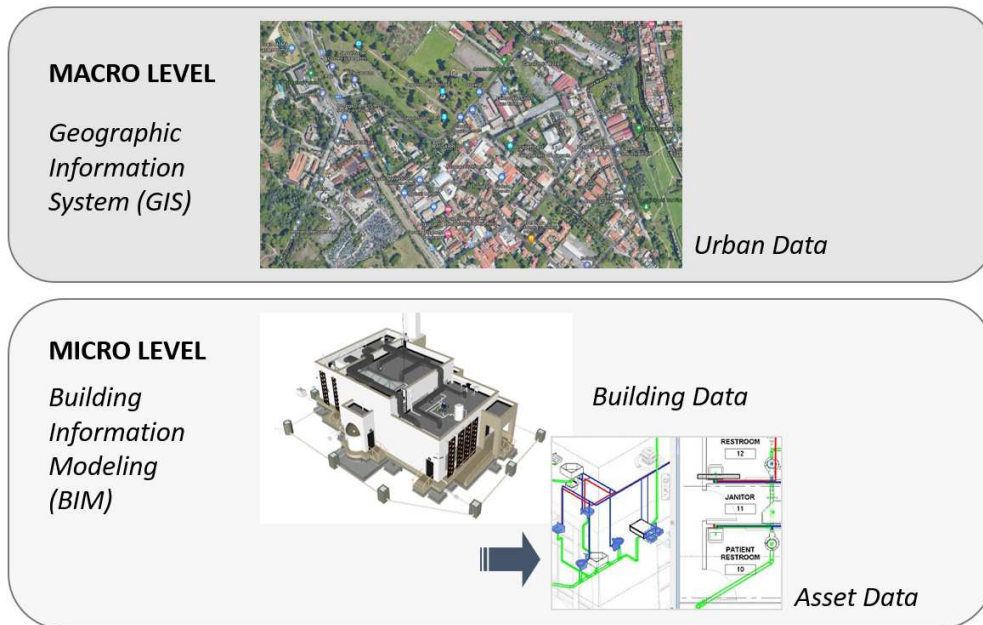 MACRO LEVEL
Geographic
Information
System (GIS)
Urban Data
MICRO LEVEL
Building
Information
Modeling
(BIM)
Building Data
RESTROOM
12
JANITOR
11
PATIENT
RESTROOM
10
Asset Data